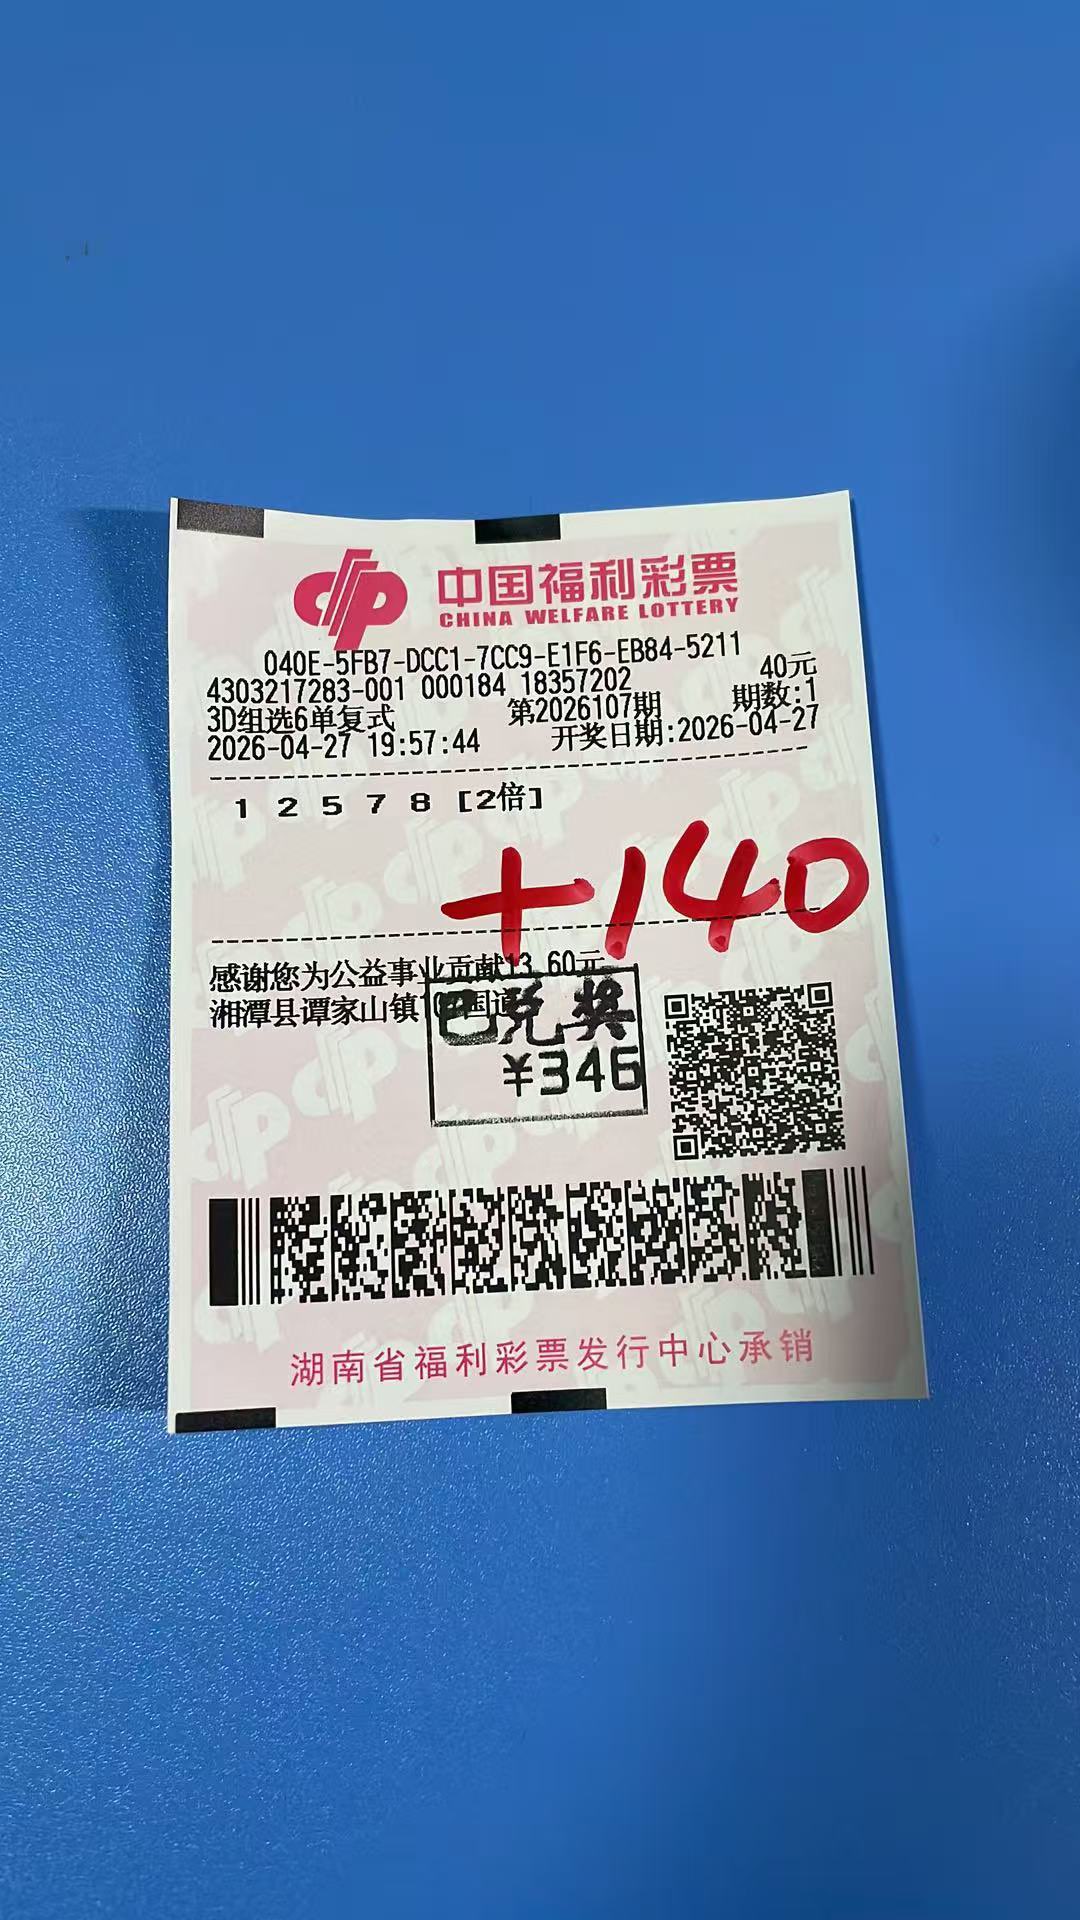 中国福利彩票
CHINA WELFARE LOTTERY
040E-5FB7-DCC1-7CC9-E1F6-EB84-5211
4303217283-001 000184 18357202 40元
3D组选6单复式 第2026107期 期数:1
2026-04-27 19:57:44 开奖日期:2026-04-27
1 2 5 7 8 [2倍]
+140
感谢您为公益事业贡献13.60元
湘潭县谭家山镇107国道
已兑奖
¥346
湖南省福利彩票发行中心承销